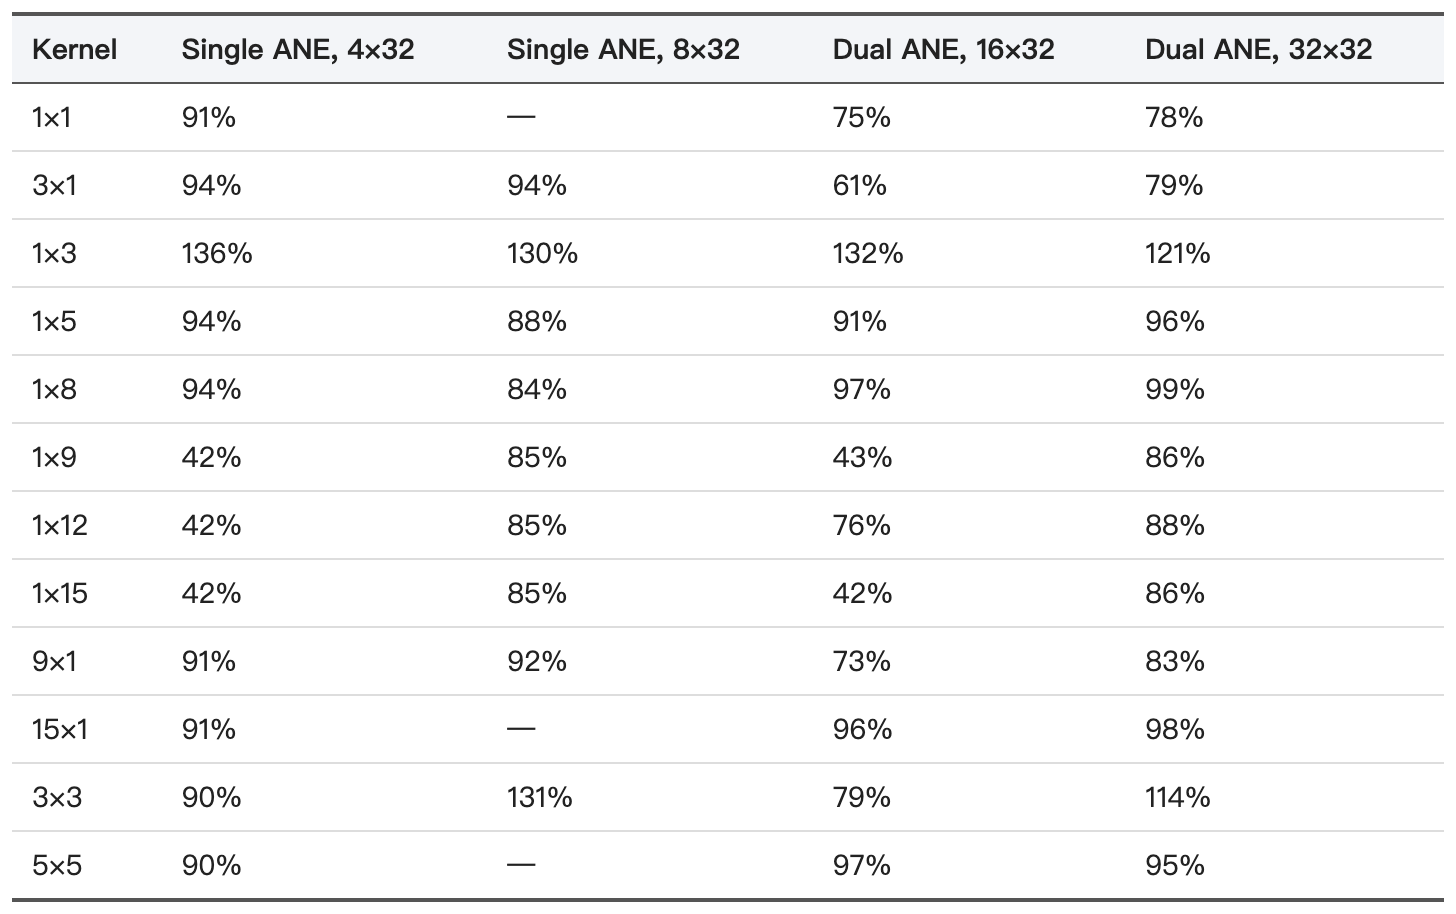 Kernel Single ANE, 4×32 Single ANE, 8×32 Dual ANE, 16×32 Dual ANE, 32×32
1×1 91% — 75% 78%
3×1 94% 94% 61% 79%
1×3 136% 130% 132% 121%
1×5 94% 88% 91% 96%
1×8 94% 84% 97% 99%
1×9 42% 85% 43% 86%
1×12 42% 85% 76% 88%
1×15 42% 85% 42% 86%
9×1 91% 92% 73% 83%
15×1 91% — 96% 98%
3×3 90% 131% 79% 114%
5×5 90% — 97% 95%